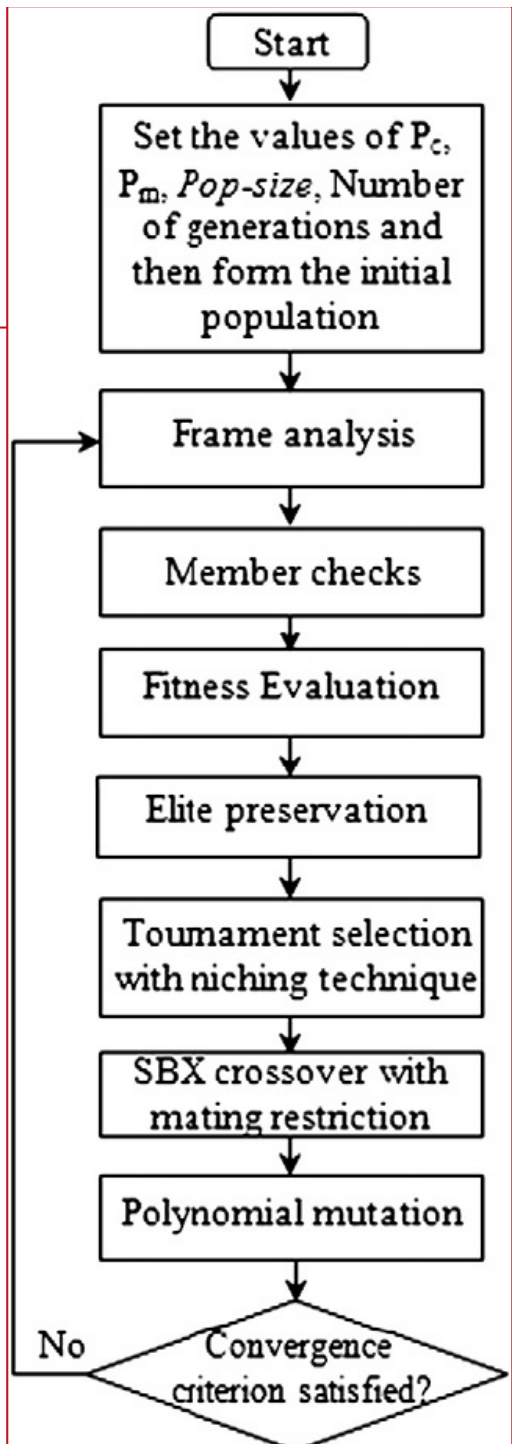 Start
Set the values of Pc,
Pm, Pop-size, Number
of generations and
then form the initial
population
Frame analysis
Member checks
Fitness Evaluation
Elite preservation
Tournament selection
with niching technique
SBX crossover with
mating restriction
Polynomial mutation
No
Convergence
criterion satisfied?